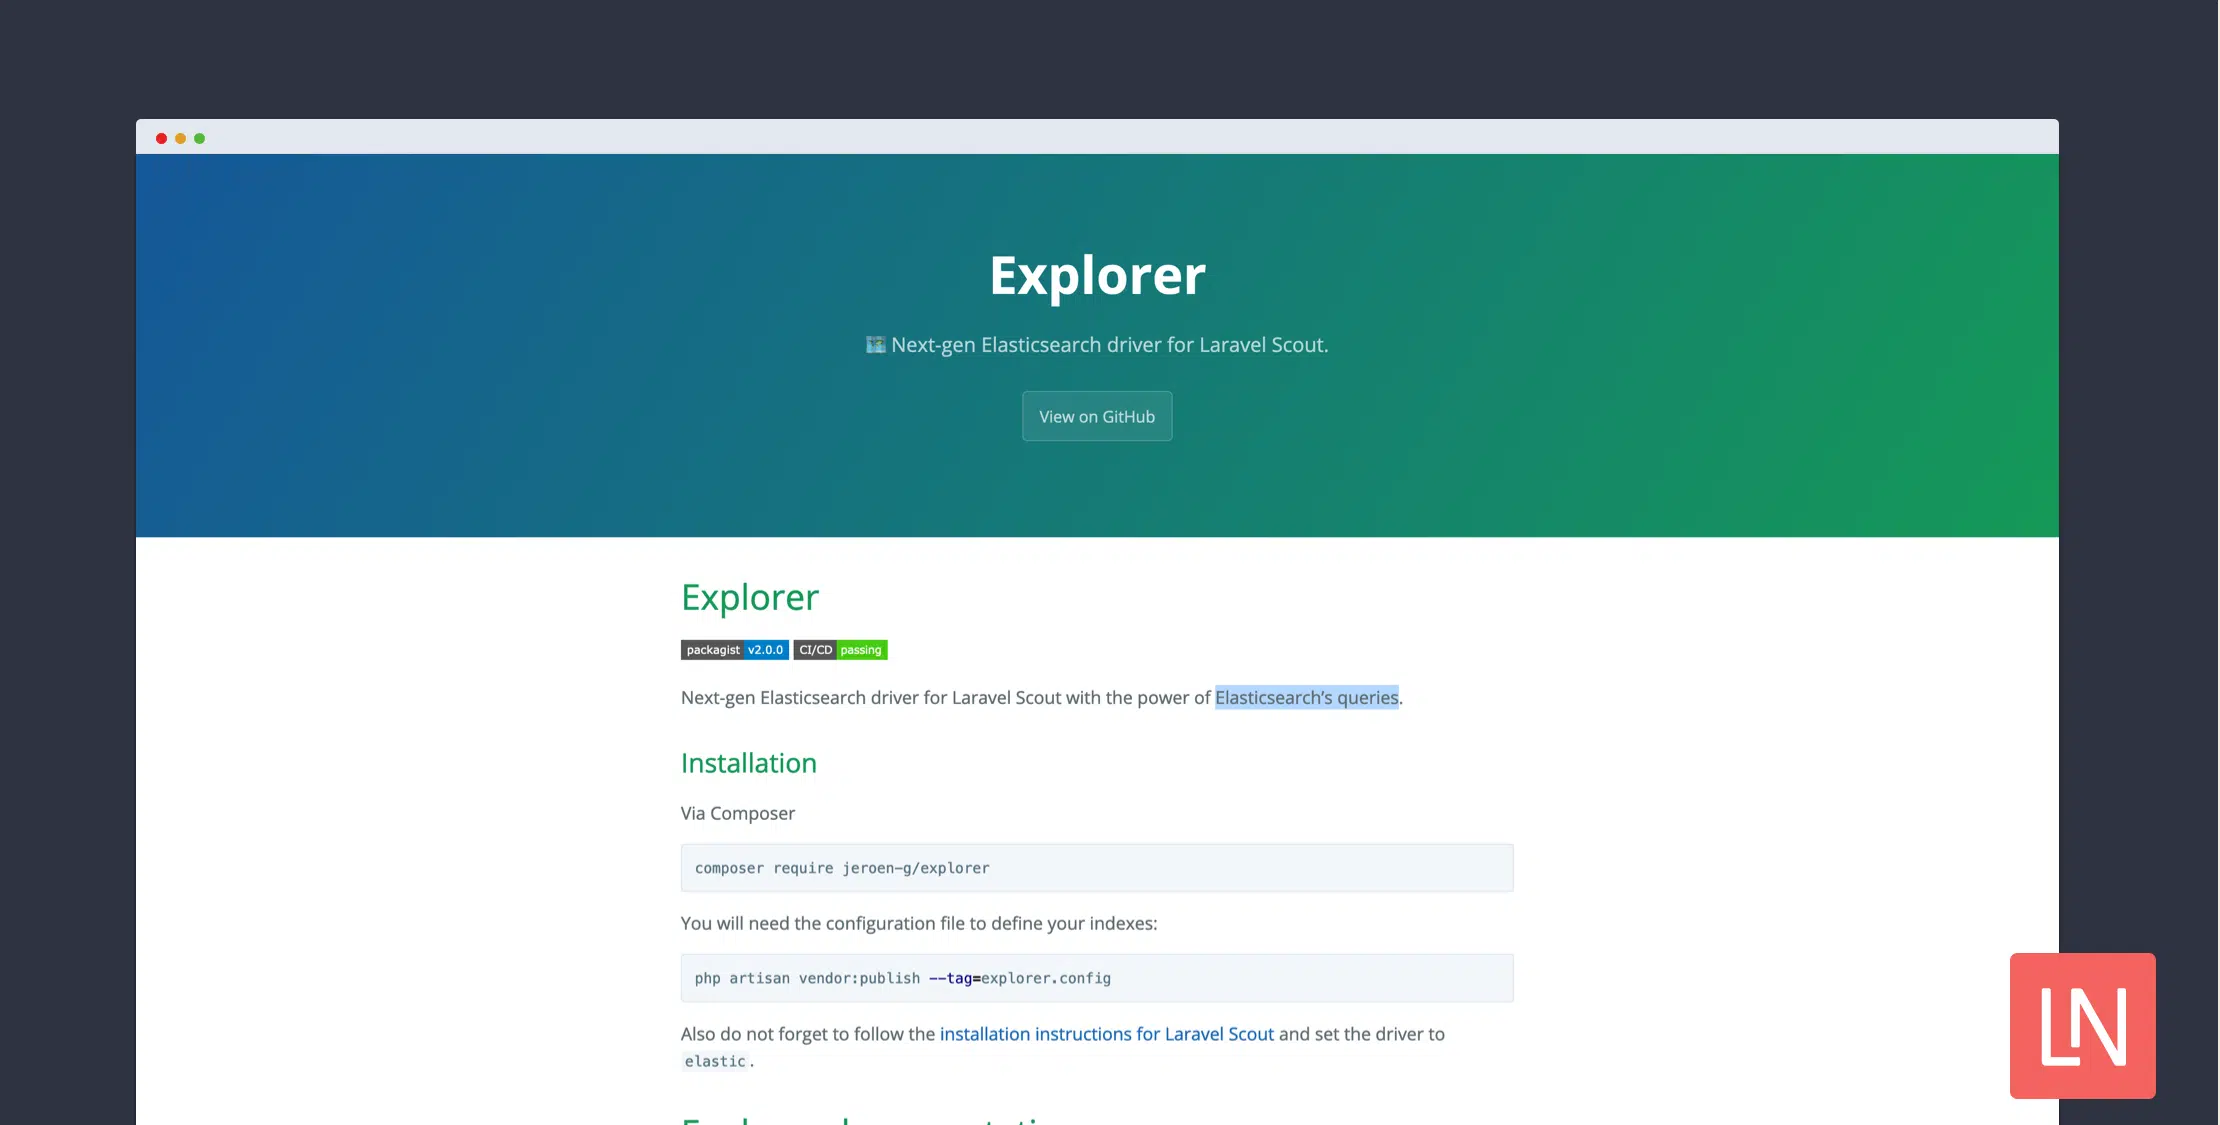 Explorer
Next-gen Elasticsearch driver for Laravel Scout.
View on GitHub
Explorer
packagist v2.0.0 CI/CD passing
Next-gen Elasticsearch driver for Laravel Scout with the power of Elasticsearch’s queries.
Installation
Via Composer
composer require jeroen-g/explorer
You will need the configuration file to define your indexes:
php artisan vendor:publish --tag=explorer.config
Also do not forget to follow the installation instructions for Laravel Scout and set the driver to
elastic.
LN